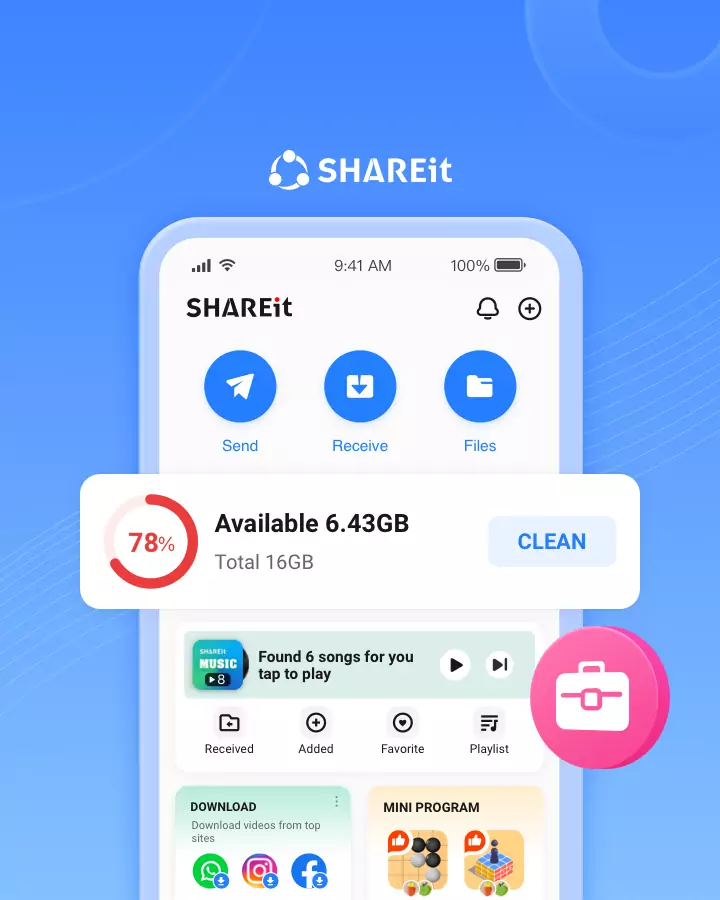 SHAREit
9:41 AM
100%
SHAREit
Send
Receive
Files
78%
Available 6.43GB
Total 16GB
CLEAN
SHAREit
MUSIC
8
Found 6 songs for you
tap to play
Received
Added
Favorite
Playlist
DOWNLOAD
Download videos from top
sites
MINI PROGRAM